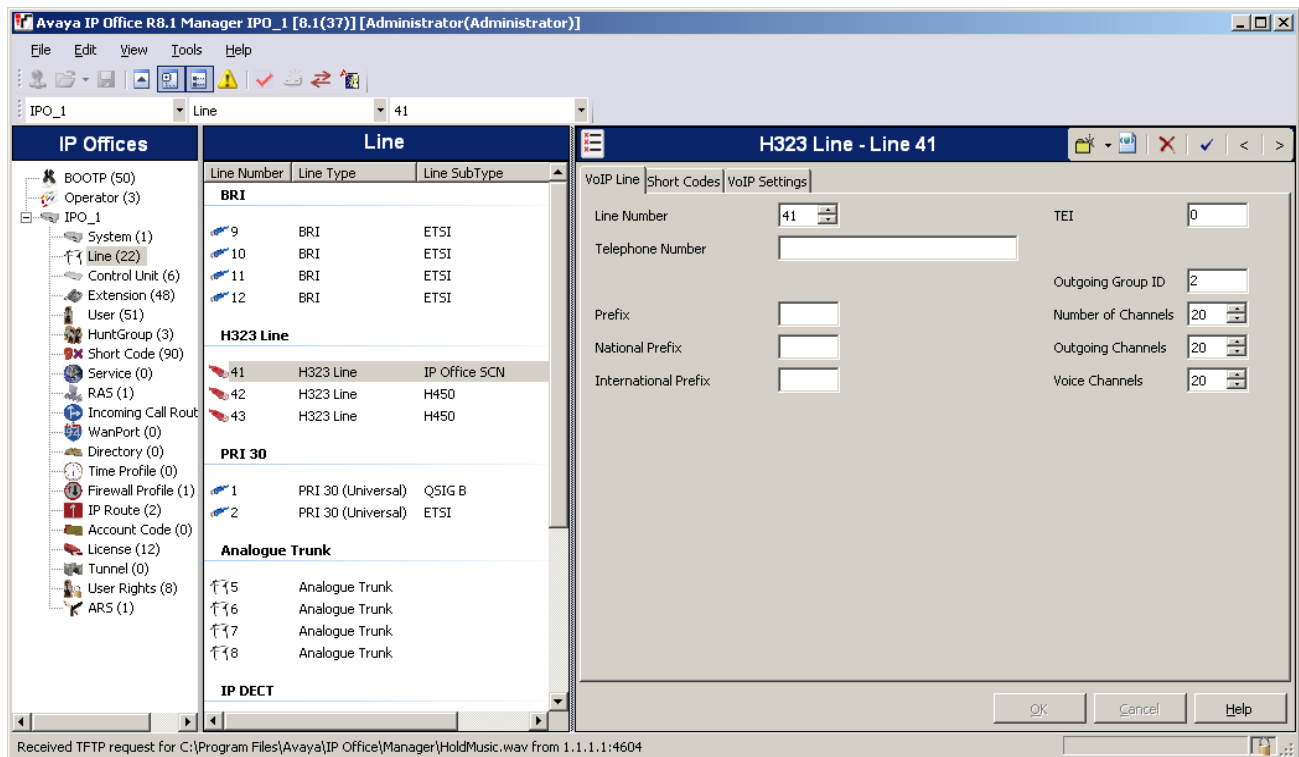 Avaya IP Office R8.1 Manager IPO_1 [8.1(37)] [Administrator(Administrator)]
File Edit View Tools Help
IPO_1 Line 41
IP Offices
BOOTP (50)
Operator (3)
IPO_1
System (1)
Line (22)
Control Unit (6)
Extension (48)
User (51)
HuntGroup (3)
Short Code (90)
Service (0)
RAS (1)
Incoming Call Rout
WanPort (0)
Directory (0)
Time Profile (0)
Firewall Profile (1)
IP Route (2)
Account Code (0)
License (12)
Tunnel (0)
User Rights (8)
ARS (1)
Line
Line Number Line Type Line SubType
BRI
9 BRI ETSI
10 BRI ETSI
11 BRI ETSI
12 BRI ETSI
H323 Line
41 H323 Line IP Office SCN
42 H323 Line H450
43 H323 Line H450
PRI 30
1 PRI 30 (Universal) QSIG B
2 PRI 30 (Universal) ETSI
Analogue Trunk
5 Analogue Trunk
6 Analogue Trunk
7 Analogue Trunk
8 Analogue Trunk
IP DECT
H323 Line - Line 41
VoIP Line Short Codes VoIP Settings
Line Number 41 TEI 0
Telephone Number
Outgoing Group ID 2
Prefix Number of Channels 20
National Prefix Outgoing Channels 20
International Prefix Voice Channels 20
OK Cancel Help
Received TFTP request for C:\Program Files\Avaya\IP Office\Manager\HoldMusic.wav from 1.1.1.1:4604